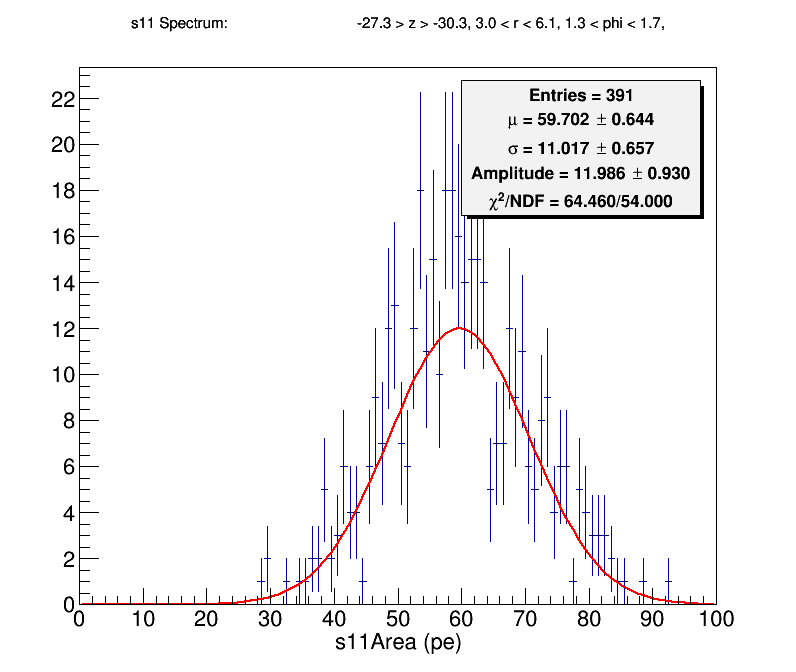 s11 Spectrum: -27.3 > z > -30.3, 3.0 < r < 6.1, 1.3 < phi < 1.7,
Entries = 391
μ = 59.702 ± 0.644
σ = 11.017 ± 0.657
Amplitude = 11.986 ± 0.930
χ²/NDF = 64.460/54.000
22
20
18
16
14
12
10
8
6
4
2
0
0 10 20 30 40 50 60 70 80 90 100
s11Area (pe)